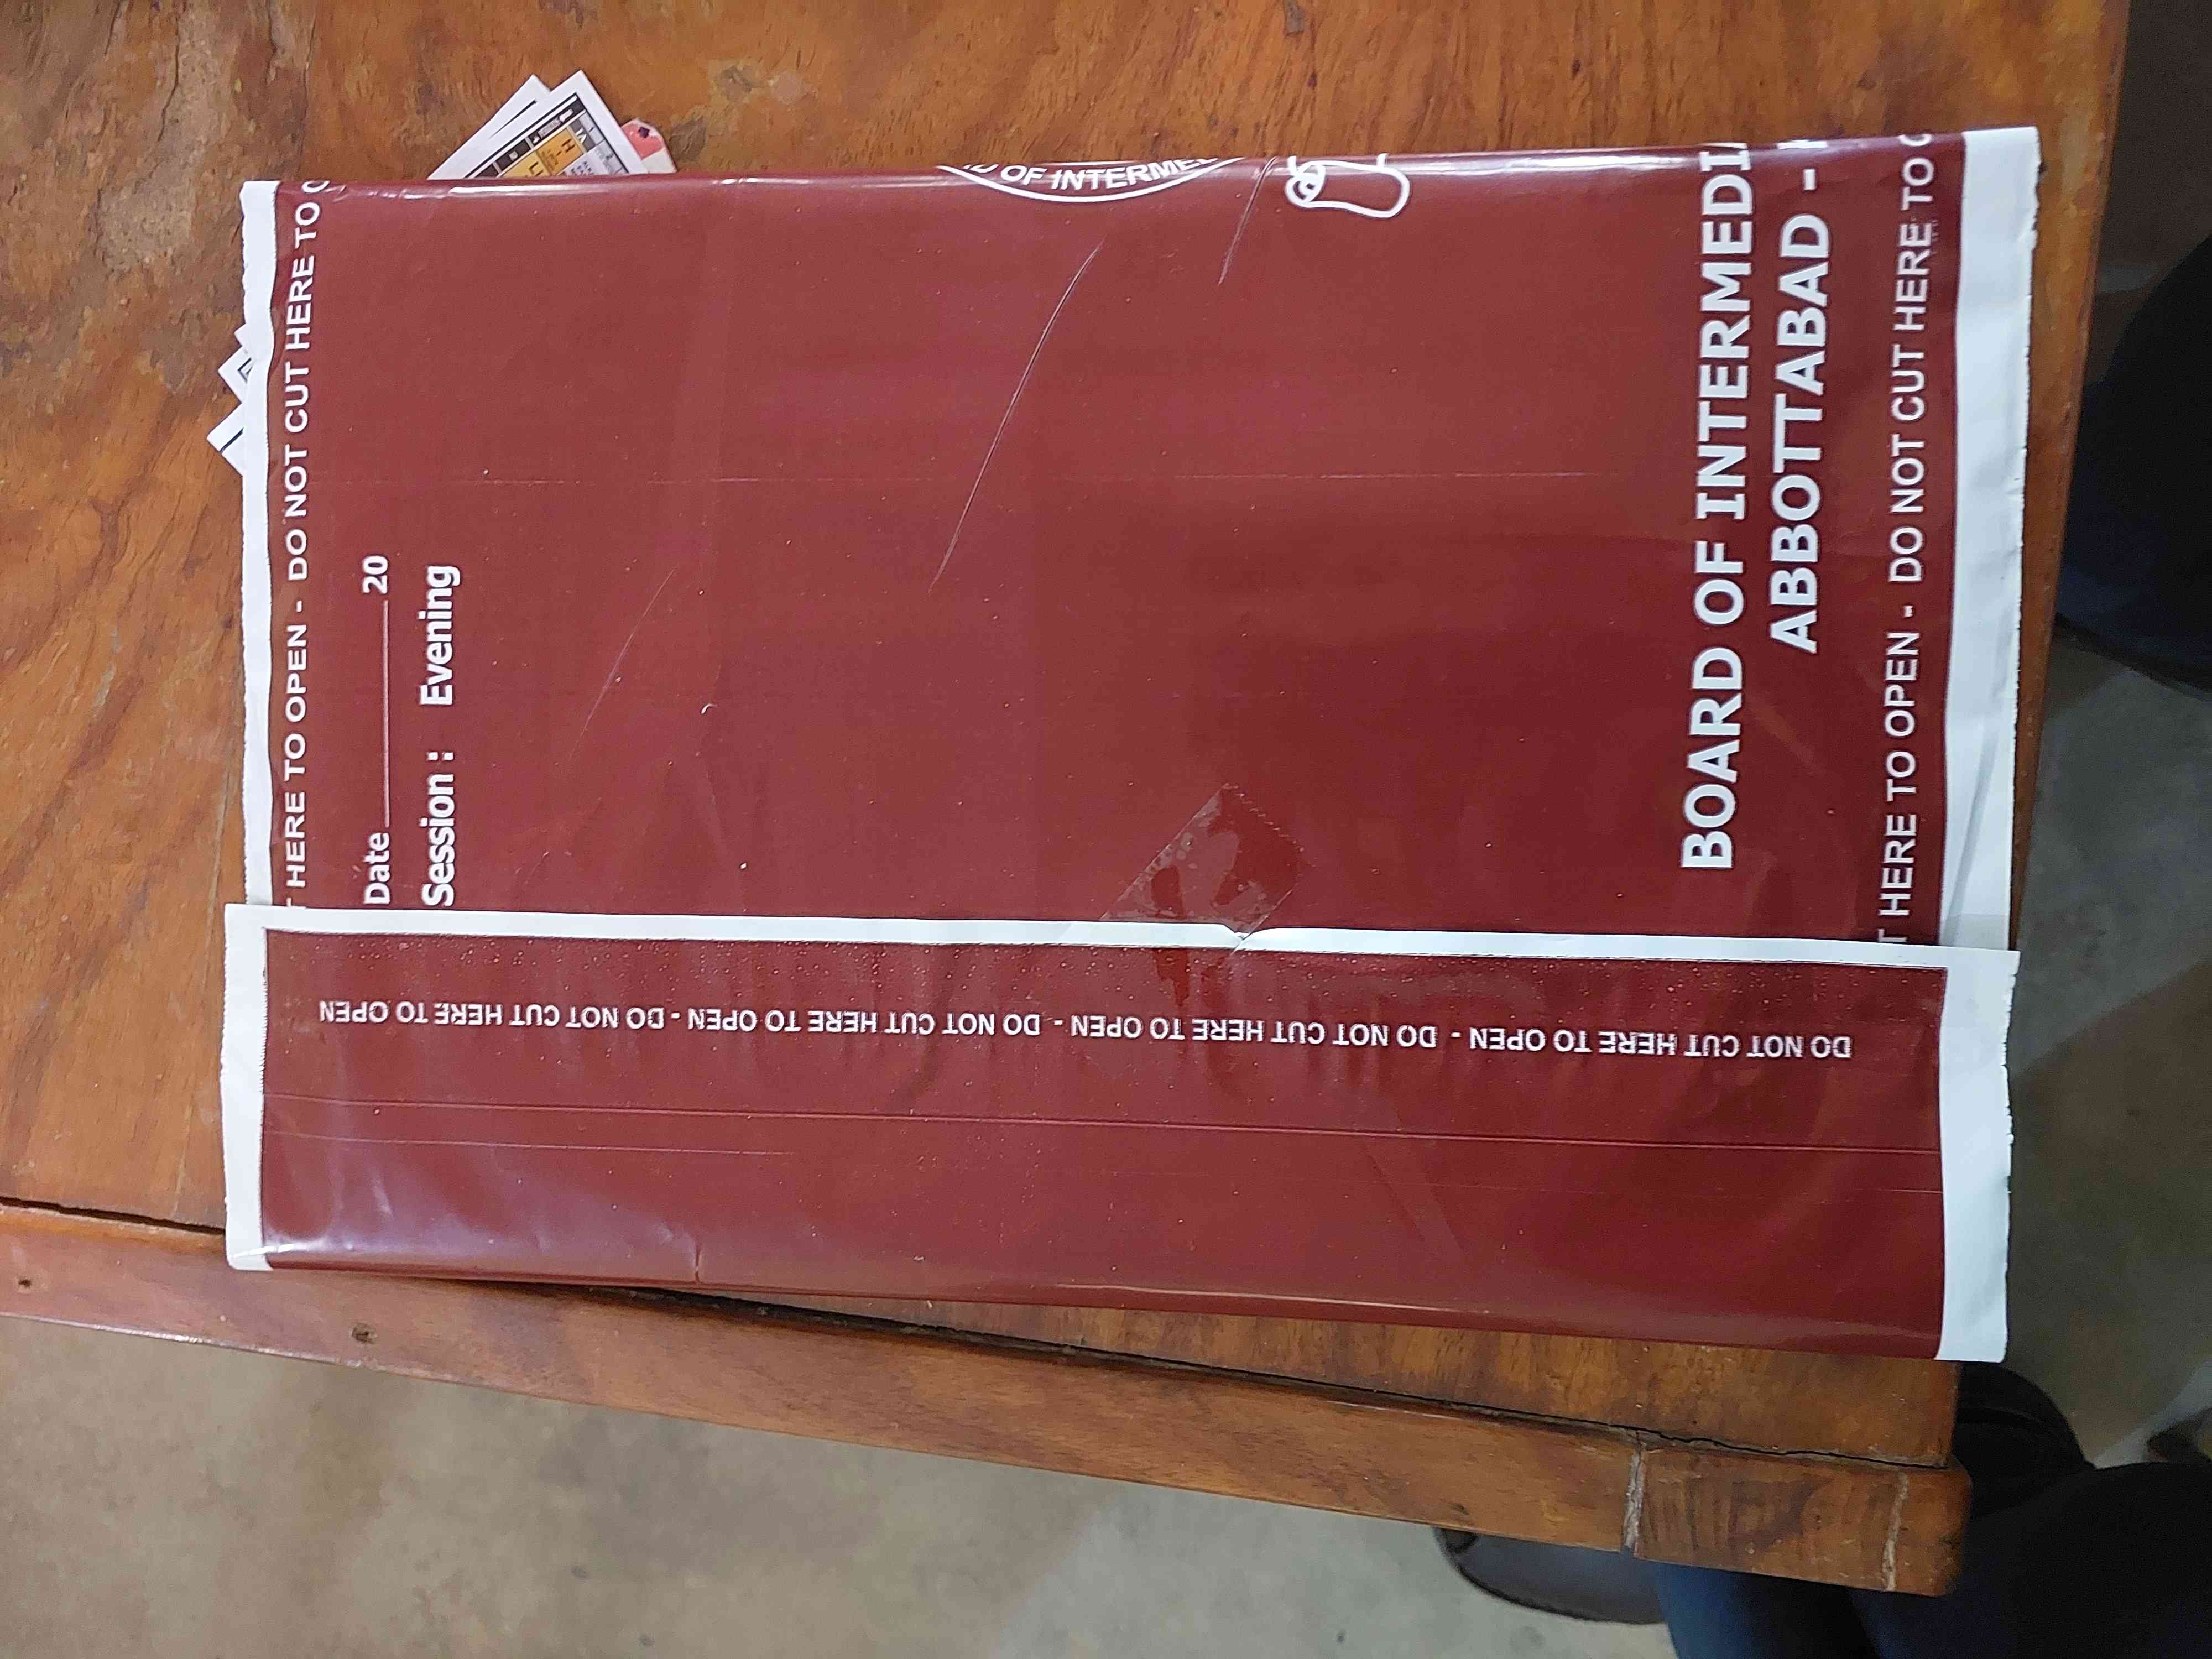 DO NOT CUT HERE TO OPEN - DO NOT CUT HERE TO OPEN - DO NOT CUT HERE TO OPEN - DO NOT CUT HERE TO OPEN
HERE TO OPEN - DO NOT CUT HERE TO
Date 20
Session : Evening
OF INTERME
BOARD OF INTERMEDI
ABBOTTABAD -
HERE TO OPEN - DO NOT CUT HERE TO